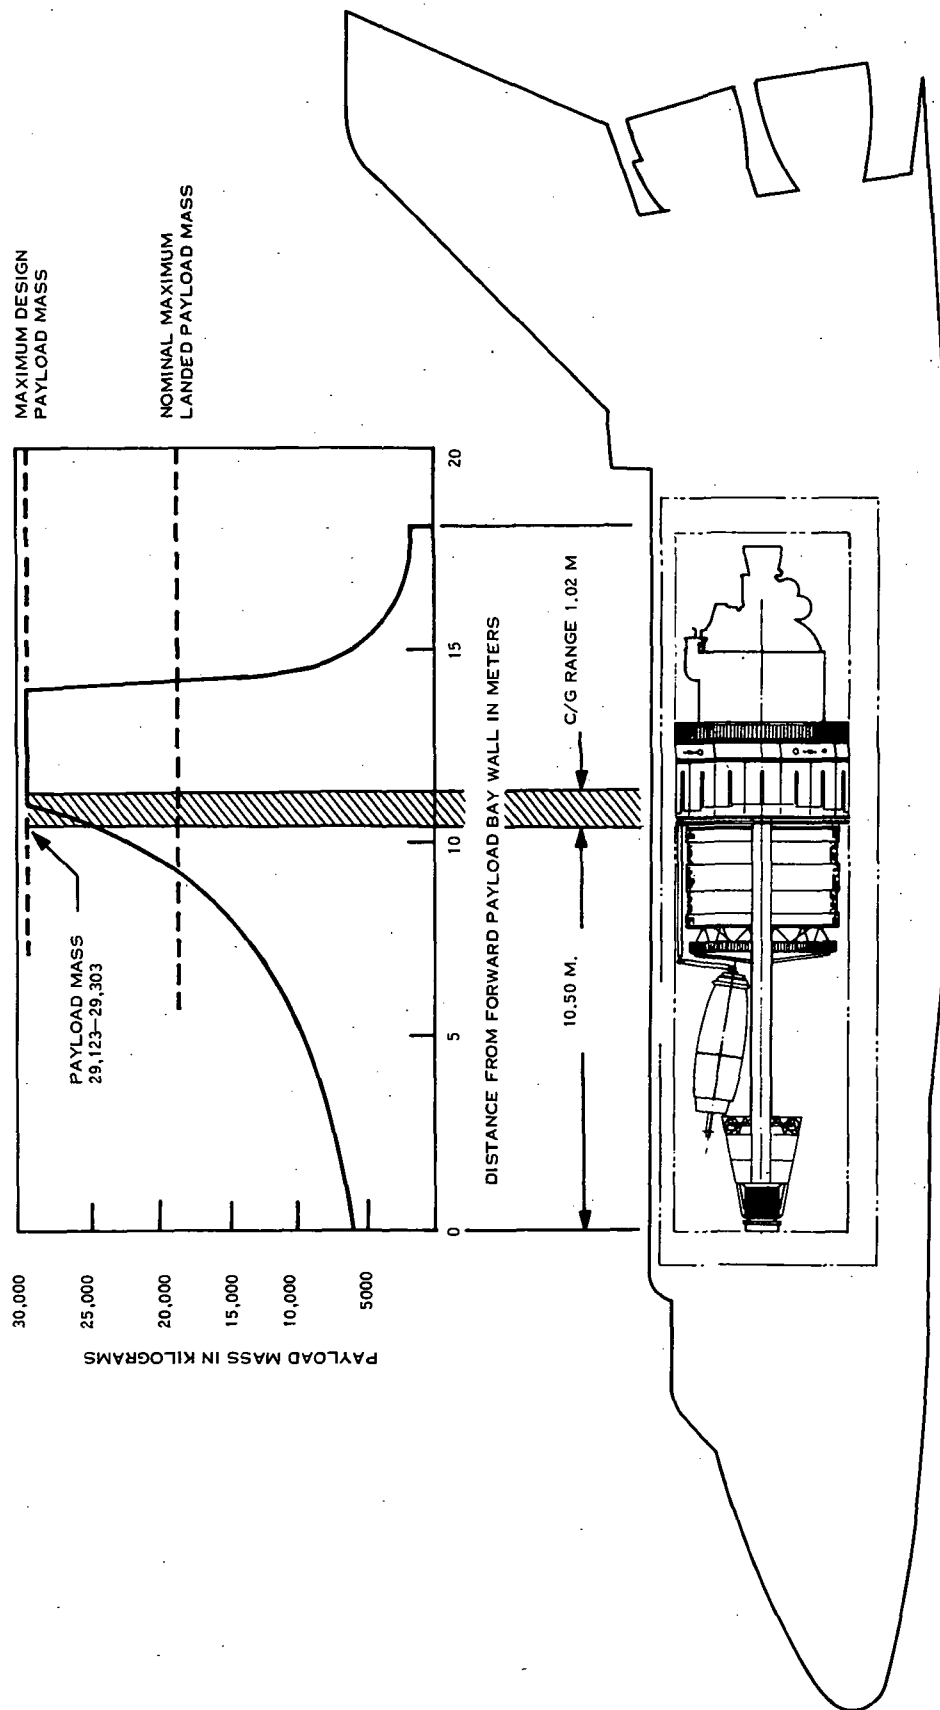 MAXIMUM DESIGN
PAYLOAD MASS
NOMINAL MAXIMUM
LANDED PAYLOAD MASS
PAYLOAD MASS
29,123–29,303
PAYLOAD MASS IN KILOGRAMS
30,000
25,000
20,000
15,000
10,000
5000
0
5
10
15
20
DISTANCE FROM FORWARD PAYLOAD BAY WALL IN METERS
10.50 M.
C/G RANGE 1.02 M